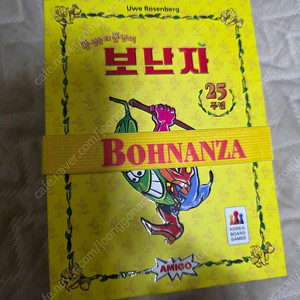 Uwe Rosenberg
보난자
25
주년
BOHNANZA
AMIGO
KOREA
BOARD
GAMES